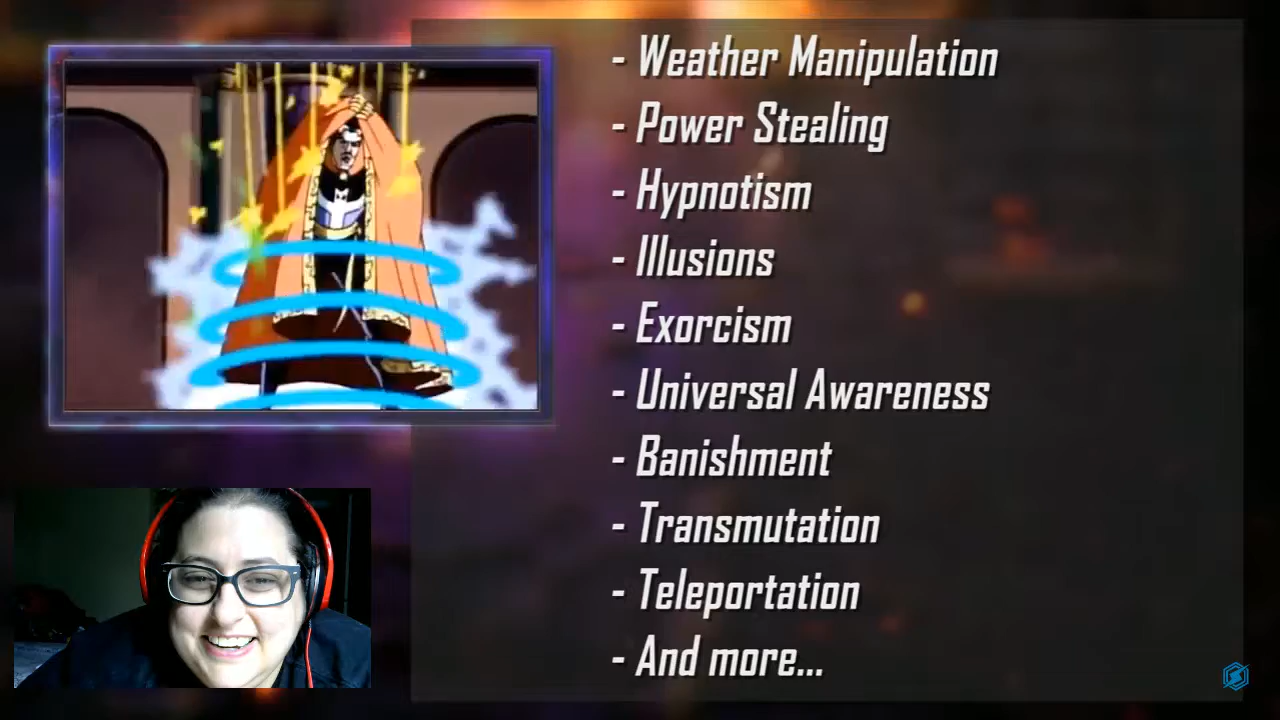 - Weather Manipulation
- Power Stealing
- Hypnotism
- Illusions
- Exorcism
- Universal Awareness
- Banishment
- Transmutation
- Teleportation
- And more...